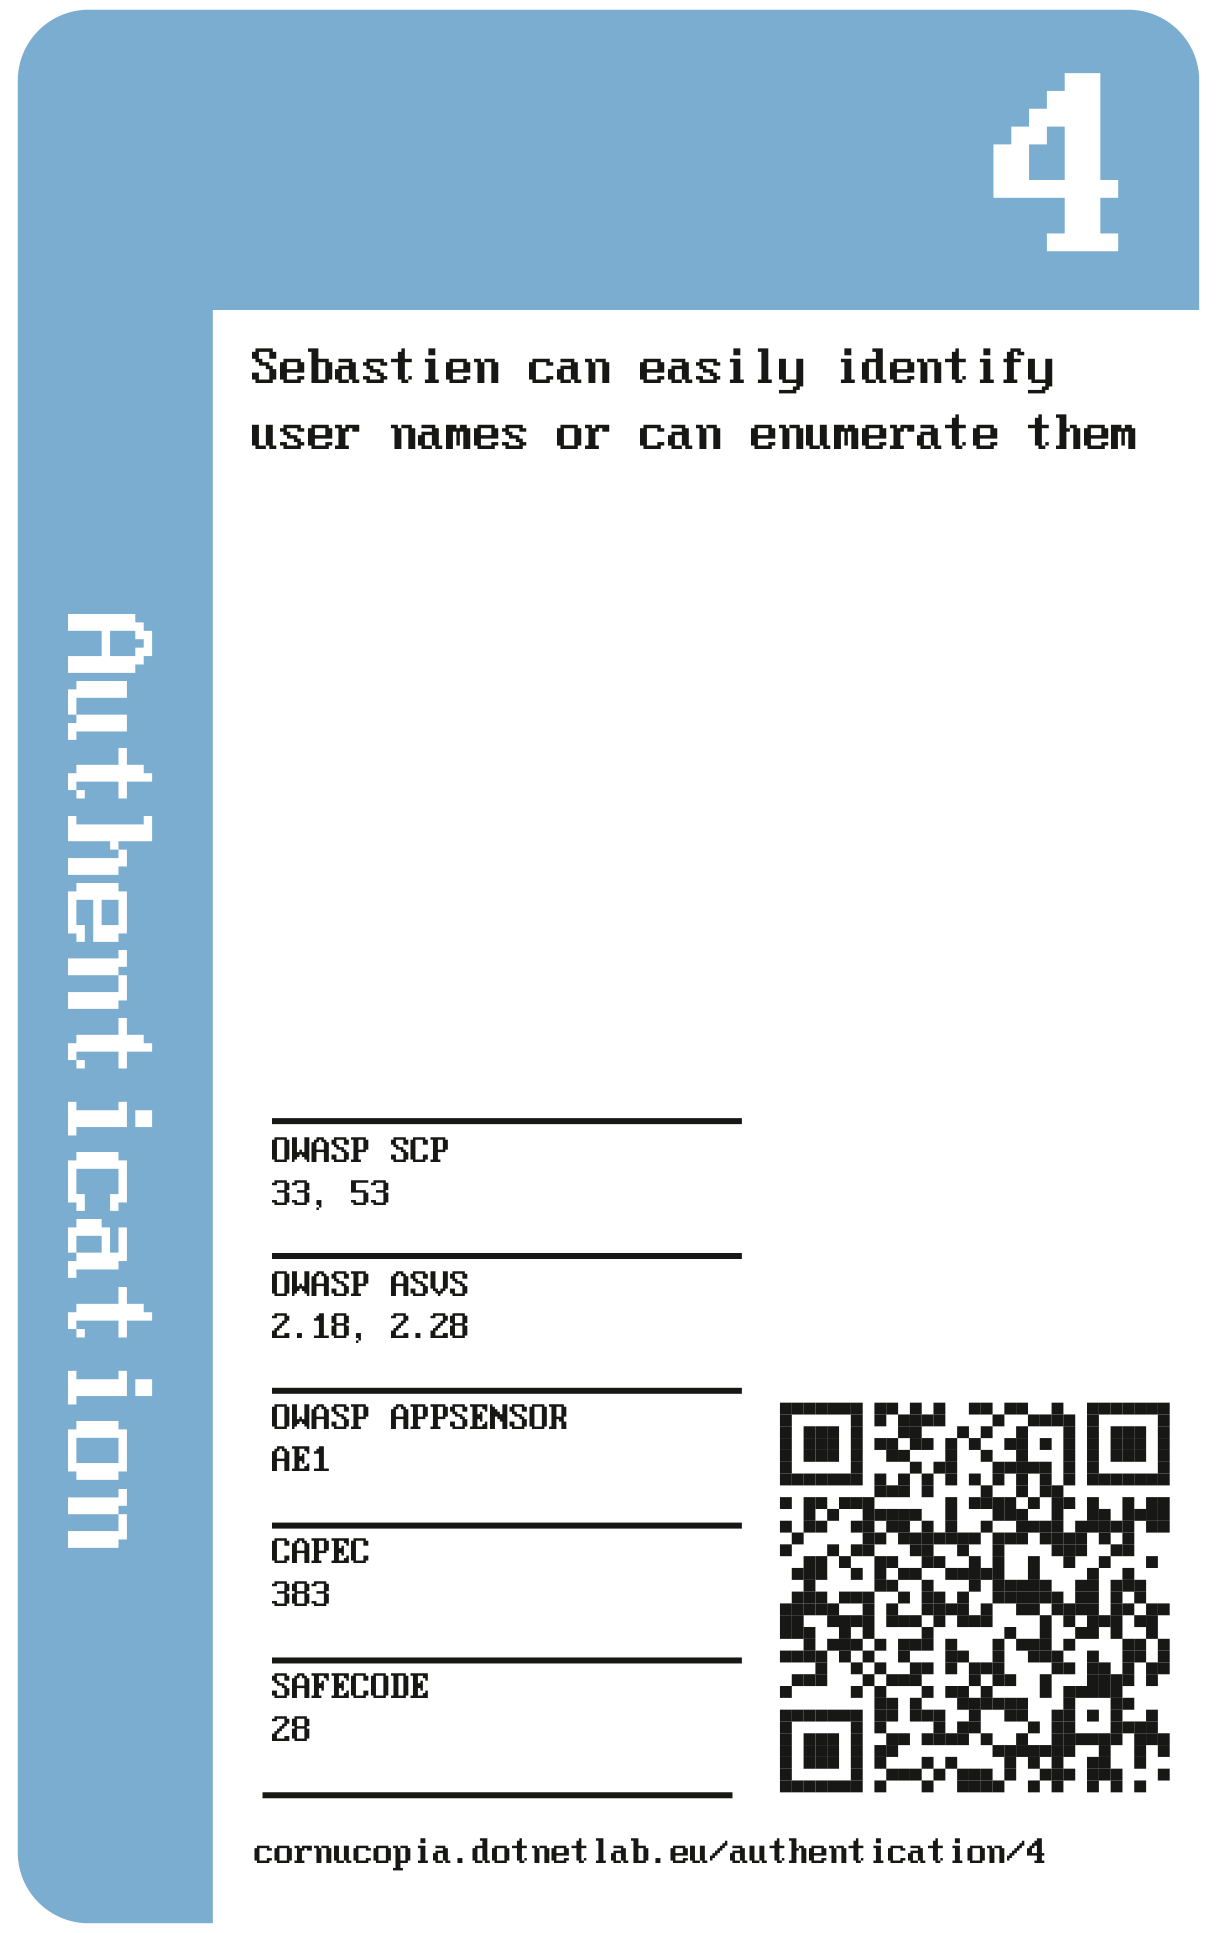 4
Sebastien can easily identify
user names or can enumerate them
Authentication
OWASP SCP
33, 53
OWASP ASVS
2.18, 2.28
OWASP APPSENSOR
AE1
CAPEC
383
SAFECODE
28
cornucopia.dotnetlab.eu/authentication/4